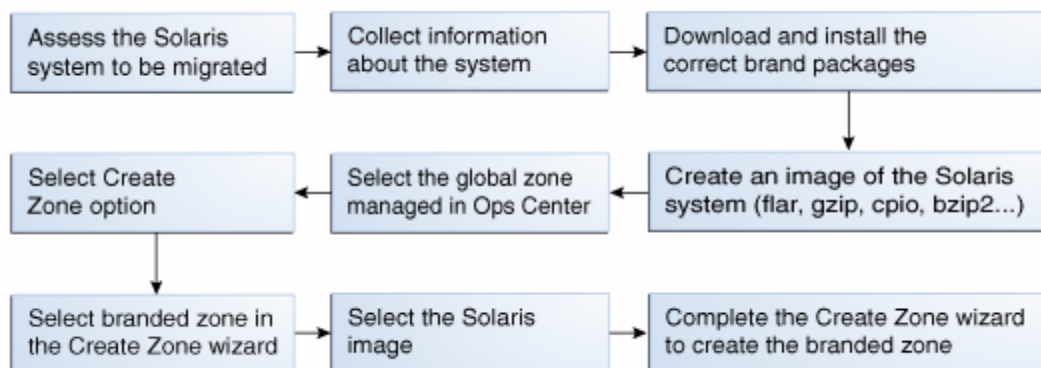 Assess the Solaris
system to be migrated
Collect information
about the system
Download and install the
correct brand packages
Create an image of the Solaris
system (flar, gzip, cpio, bzip2...)
Select the global zone
managed in Ops Center
Select Create
Zone option
Select branded zone in
the Create Zone wizard
Select the Solaris
image
Complete the Create Zone wizard
to create the branded zone